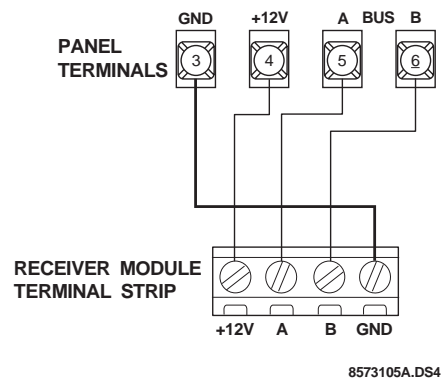 GND +12V A BUS B
PANEL
TERMINALS
3 4 5 6
RECEIVER MODULE
TERMINAL STRIP
+12V A B GND
8573105A.DS4